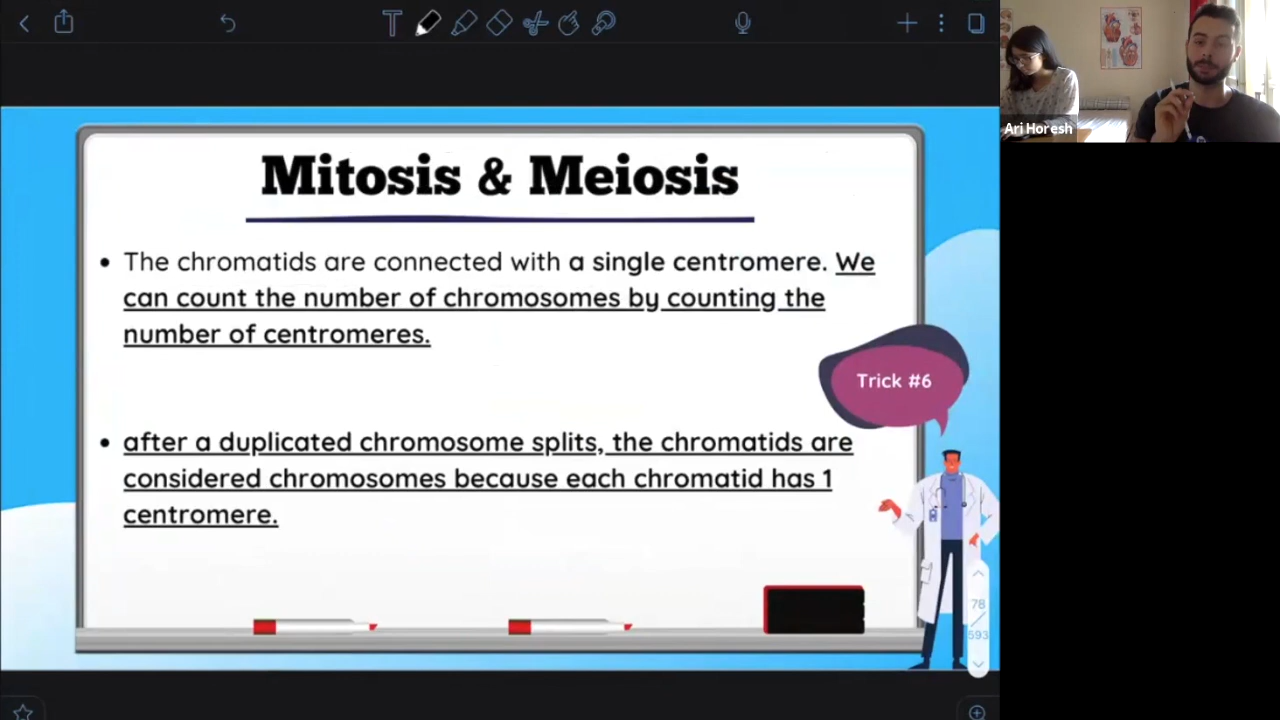 Ari Horesh
Mitosis & Meiosis
• The chromatids are connected with a single centromere. We
can count the number of chromosomes by counting the
number of centromeres.
Trick #6
• after a duplicated chromosome splits, the chromatids are
considered chromosomes because each chromatid has 1
centromere.
78
593